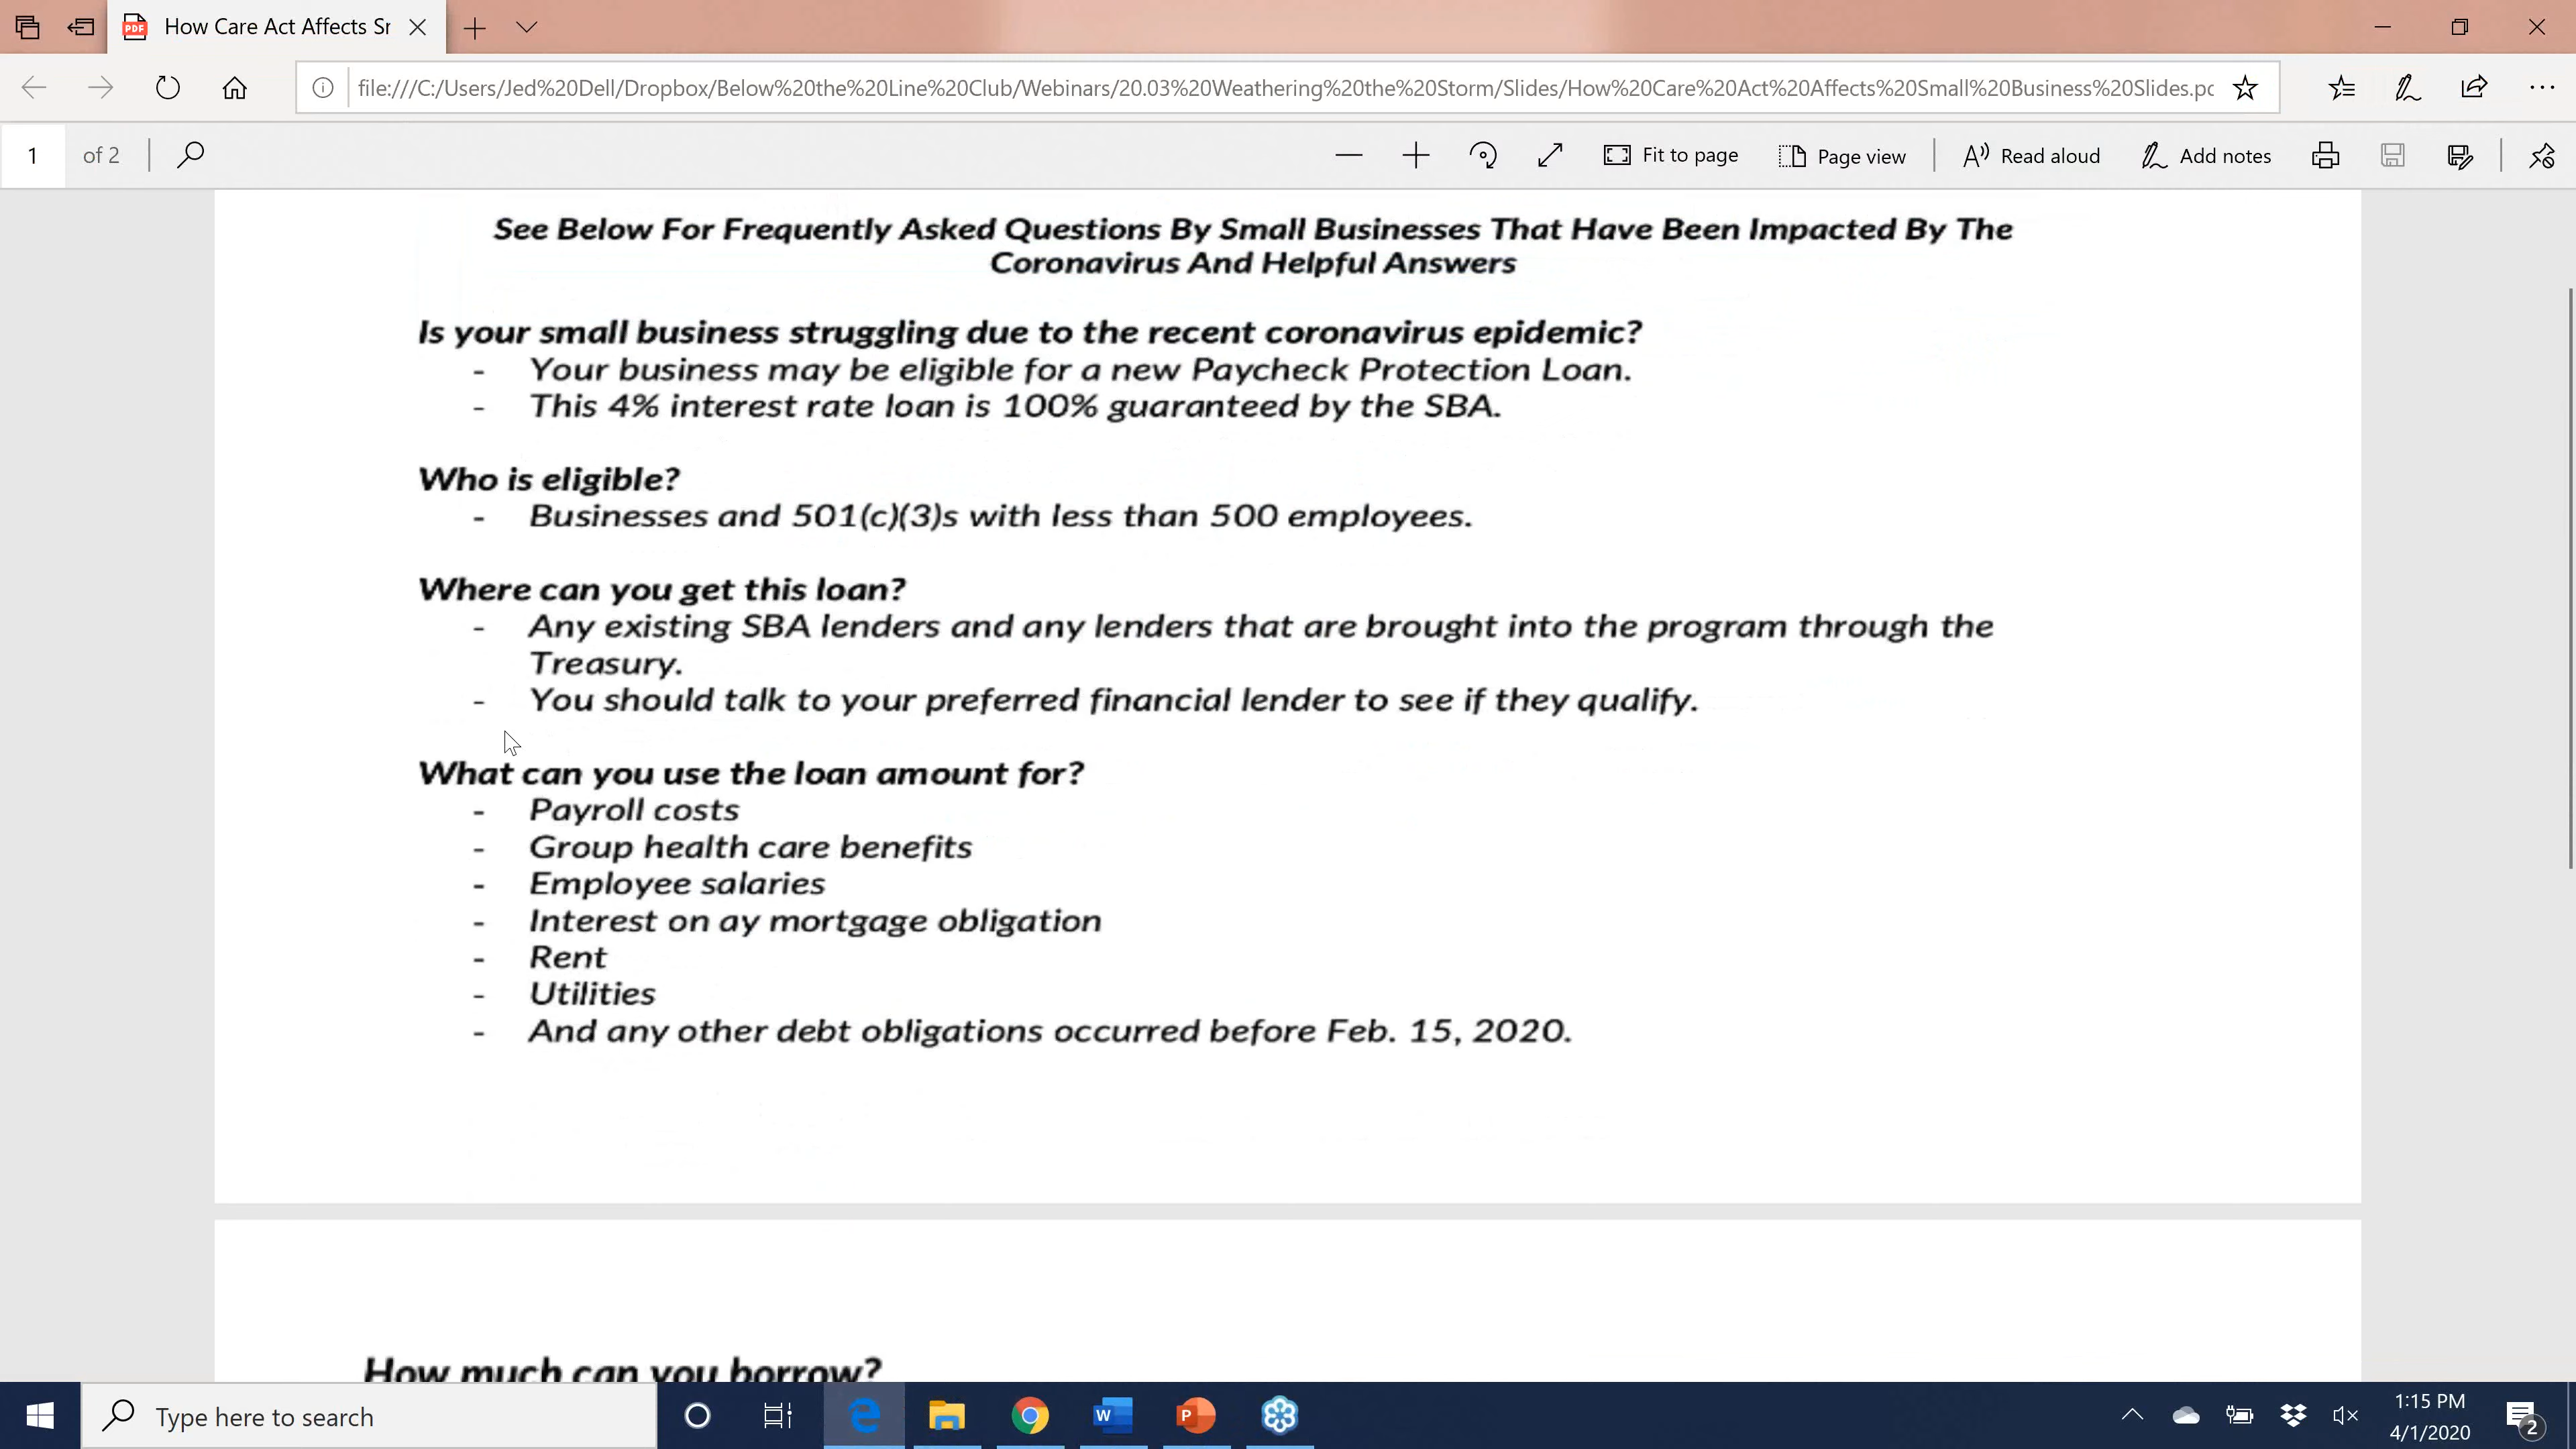 How Care Act Affects Sr
file:///C:/Users/Jed%20Dell/Dropbox/Below%20the%20Line%20Club/Webinars/20.03%20Weathering%20the%20Storm/Slides/How%20Care%20Act%20Affects%20Small%20Business%20Slides.pc
1 of 2 Fit to page Page view Read aloud Add notes
See Below For Frequently Asked Questions By Small Businesses That Have Been Impacted By The
Coronavirus And Helpful Answers
Is your small business struggling due to the recent coronavirus epidemic?
- Your business may be eligible for a new Paycheck Protection Loan.
- This 4% interest rate loan is 100% guaranteed by the SBA.
Who is eligible?
- Businesses and 501(c)(3)s with less than 500 employees.
Where can you get this loan?
- Any existing SBA lenders and any lenders that are brought into the program through the
Treasury.
- You should talk to your preferred financial lender to see if they qualify.
What can you use the loan amount for?
- Payroll costs
- Group health care benefits
- Employee salaries
- Interest on ay mortgage obligation
- Rent
- Utilities
- And any other debt obligations occurred before Feb. 15, 2020.
How much can you borrow?
Type here to search
1:15 PM
4/1/2020
2